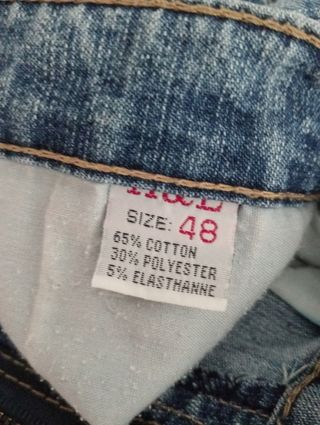 SIZE: 48
65% COTTON
30% POLYESTER
5% ELASTHANNE